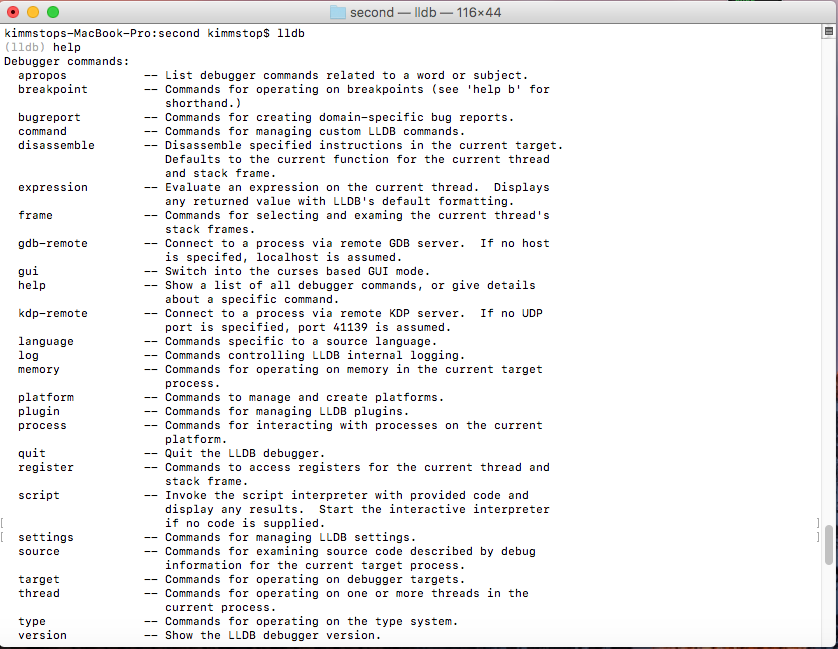 second — lldb — 116×44
kimmstops-MacBook-Pro:second kimmstop$ lldb
(lldb) help
Debugger commands:
  apropos           -- List debugger commands related to a word or subject.
  breakpoint        -- Commands for operating on breakpoints (see 'help b' for
                       shorthand.)
  bugreport         -- Commands for creating domain-specific bug reports.
  command           -- Commands for managing custom LLDB commands.
  disassemble       -- Disassemble specified instructions in the current target.
                       Defaults to the current function for the current thread
                       and stack frame.
  expression        -- Evaluate an expression on the current thread.  Displays
                       any returned value with LLDB's default formatting.
  frame             -- Commands for selecting and examing the current thread's
                       stack frames.
  gdb-remote        -- Connect to a process via remote GDB server.  If no host
                       is specifed, localhost is assumed.
  gui               -- Switch into the curses based GUI mode.
  help              -- Show a list of all debugger commands, or give details
                       about a specific command.
  kdp-remote        -- Connect to a process via remote KDP server.  If no UDP
                       port is specified, port 41139 is assumed.
  language          -- Commands specific to a source language.
  log               -- Commands controlling LLDB internal logging.
  memory            -- Commands for operating on memory in the current target
                       process.
  platform          -- Commands to manage and create platforms.
  plugin            -- Commands for managing LLDB plugins.
  process           -- Commands for interacting with processes on the current
                       platform.
  quit              -- Quit the LLDB debugger.
  register          -- Commands to access registers for the current thread and
                       stack frame.
  script            -- Invoke the script interpreter with provided code and
                       display any results.  Start the interactive interpreter
[                      if no code is supplied.                               ]
[ settings          -- Commands for managing LLDB settings.                  ]
  source            -- Commands for examining source code described by debug
                       information for the current target process.
  target            -- Commands for operating on debugger targets.
  thread            -- Commands for operating on one or more threads in the
                       current process.
  type              -- Commands for operating on the type system.
  version           -- Show the LLDB debugger version.